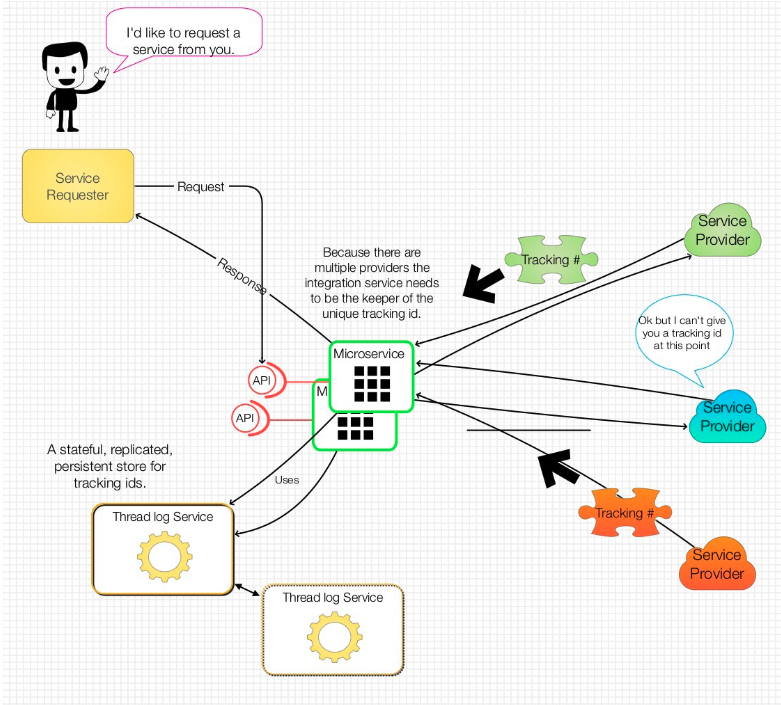 I'd like to request a
service from you.
Service
Requester
Request
Response
Because there are
multiple providers the
integration service needs
to be the keeper of the
unique tracking id.
Tracking #
Service
Provider
Ok but I can't give
you a tracking id
at this point
Microservice
M
API
API
Service
Provider
A stateful, replicated,
persistent store for
tracking ids.
Uses
Thread log Service
Tracking #
Service
Provider
Thread log Service